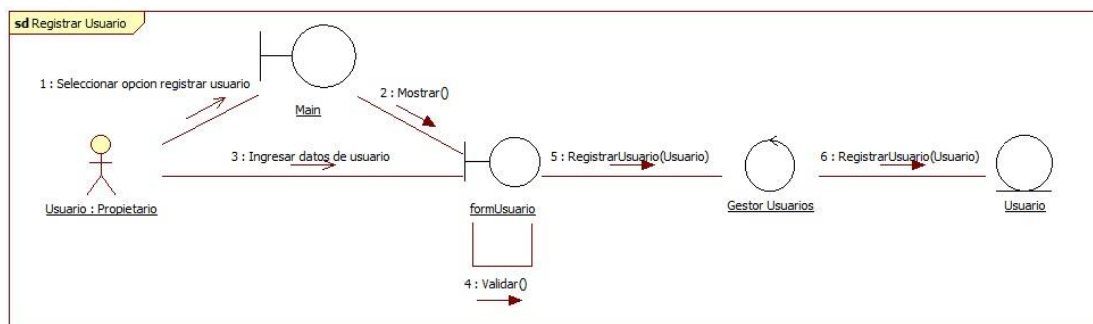 sd Registrar Usuario
1 : Seleccionar opcion registrar usuario
Main
2 : Mostrar()
3 : Ingresar datos de usuario
5 : RegistrarUsuario(Usuario)
6 : RegistrarUsuario(Usuario)
Usuario : Propietario
formUsuario
Gestor Usuarios
Usuario
4 : Validar()